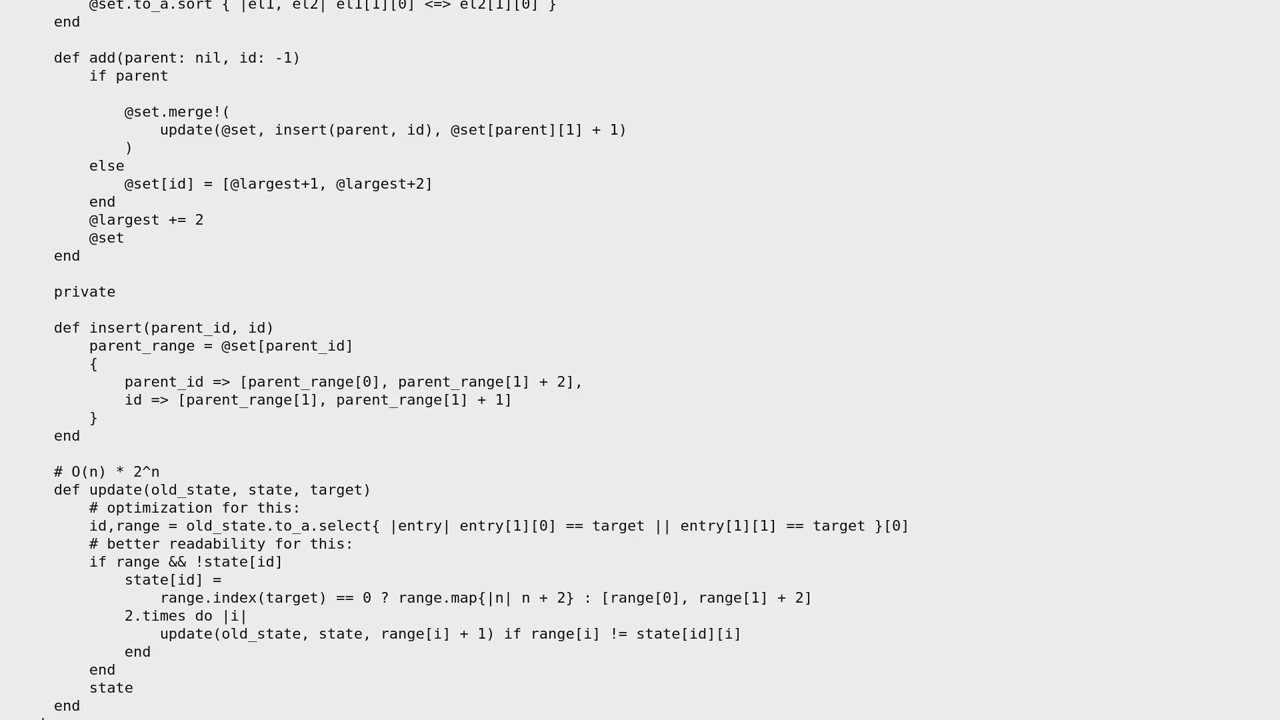 @set.to_a.sort { |el1, el2| el1[1][0] <=> el2[1][0] }
end
def add(parent: nil, id: -1)
if parent
@set.merge!(
update(@set, insert(parent, id), @set[parent][1] + 1)
)
else
@set[id] = [@largest+1, @largest+2]
end
@largest += 2
@set
end
private
def insert(parent_id, id)
parent_range = @set[parent_id]
{
parent_id => [parent_range[0], parent_range[1] + 2],
id => [parent_range[1], parent_range[1] + 1]
}
end
# O(n) * 2^n
def update(old_state, state, target)
# optimization for this:
id,range = old_state.to_a.select{ |entry| entry[1][0] == target || entry[1][1] == target }[0]
# better readability for this:
if range && !state[id]
state[id] =
range.index(target) == 0 ? range.map{|n| n + 2} : [range[0], range[1] + 2]
2.times do |i|
update(old_state, state, range[i] + 1) if range[i] != state[id][i]
end
end
state
end